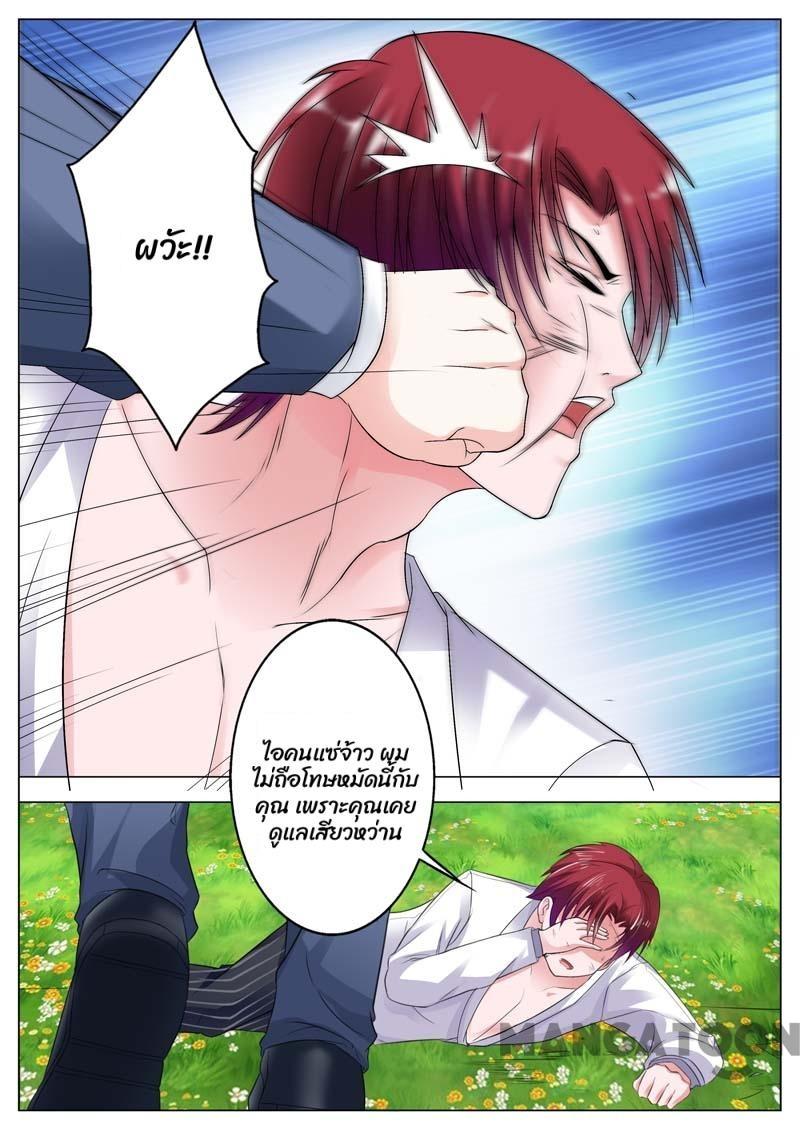 ผวัะ!!
ไอคนแซ่จ้าว ผม
ไม่ถือโทษหมัดนี้กับ
คุณ เพราะคุณเคย
ดูแลเสียวหว่าน
MANGATOON